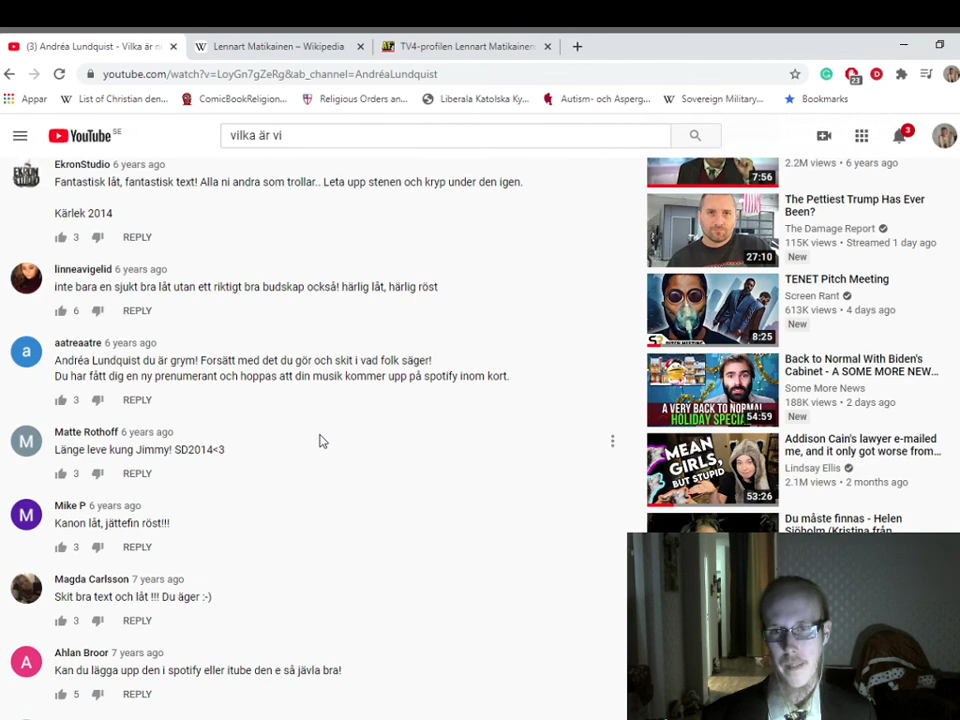 (3) Andréa Lundquist - Vilka är ni
Lennart Matikainen – Wikipedia
TV4-profilen Lennart Matikainen
youtube.com/watch?v=LoyGn7gZeRg&ab_channel=AndréaLundquist
23
Appar
List of Christian den...
ComicBookReligion...
Religious Orders an...
Liberala Katolska Ky...
Autism- och Asperg...
Sovereign Military...
Bookmarks
YouTube SE
vilka är vi
3
EkronStudio 6 years ago
Fantastisk låt, fantastisk text! Alla ni andra som trollar.. Leta upp stenen och kryp under den igen.
Kärlek 2014
3 REPLY
linneavigelid 6 years ago
inte bara en sjukt bra låt utan ett riktigt bra budskap också! härlig låt, härlig röst
6 REPLY
a
aatreaatre 6 years ago
Andréa Lundquist du är grym! Forsätt med det du gör och skit i vad folk säger!
Du har fått dig en ny prenumerant och hoppas att din musik kommer upp på spotify inom kort.
3 REPLY
M
Matte Rothoff 6 years ago
Länge leve kung Jimmy! SD2014<3
3 REPLY
M
Mike P 6 years ago
Kanon låt, jättefin röst!!!
3 REPLY
Magda Carlsson 7 years ago
Skit bra text och låt !!! Du äger :-)
3 REPLY
A
Ahlan Broor 7 years ago
Kan du lägga upp den i spotify eller itube den e så jävla bra!
5 REPLY
7:56
2.2M views • 6 years ago
27:10
The Pettiest Trump Has Ever
Been?
The Damage Report
115K views • Streamed 1 day ago
New
8:25
TENET Pitch Meeting
Screen Rant
613K views • 4 days ago
New
A VERY BACK TO NORMAL
HOLIDAY SPECIAL
54:59
Back to Normal With Biden's
Cabinet - A SOME MORE NEW...
Some More News
188K views • 2 days ago
New
MEAN
GIRLS,
BUT STUPID
53:26
Addison Cain's lawyer e-mailed
me, and it only got worse from...
Lindsay Ellis
2.1M views • 2 months ago
Du måste finnas - Helen
Sjöholm (Kristina från